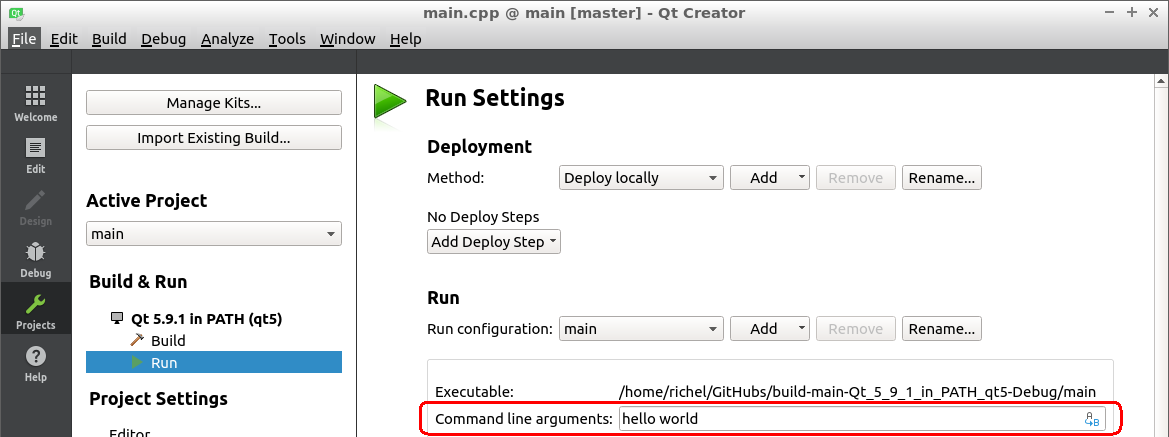 main.cpp @ main [master] - Qt Creator
File Edit Build Debug Analyze Tools Window Help
Welcome
Edit
Design
Debug
Projects
Help
Manage Kits...
Import Existing Build...
Active Project
main
Build & Run
Qt 5.9.1 in PATH (qt5)
Build
Run
Project Settings
Editor
Run Settings
Deployment
Method: Deploy locally Add Remove Rename...
No Deploy Steps
Add Deploy Step
Run
Run configuration: main Add Remove Rename...
Executable: /home/richel/GitHubs/build-main-Qt_5_9_1_in_PATH_qt5-Debug/main
Command line arguments: hello world